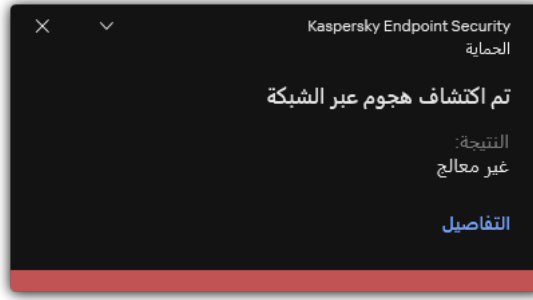 Kaspersky Endpoint Security
الحماية
تم اكتشاف هجوم عبر الشبكة
النتيجة:
غير معالج
التفاصيل